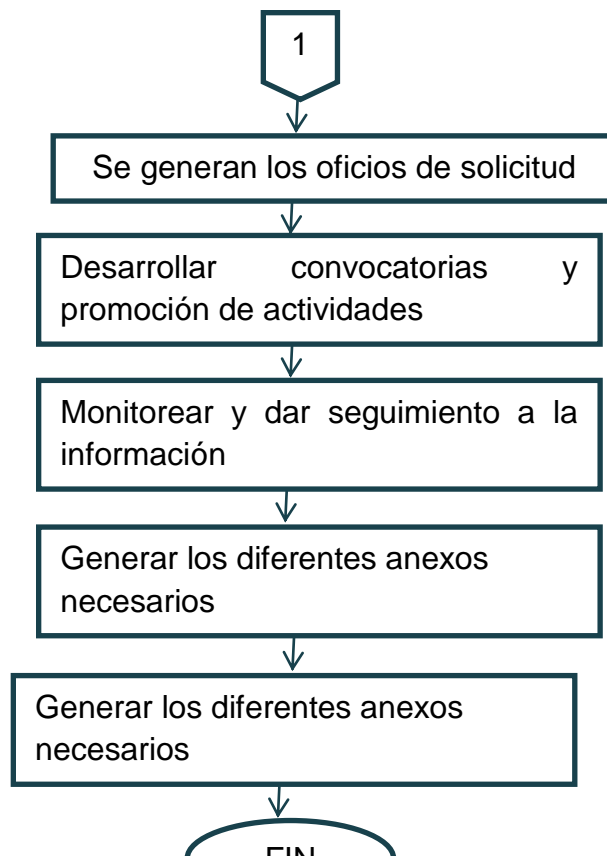 1
Se generan los oficios de solicitud
Desarrollar convocatorias y
promoción de actividades
Monitorear y dar seguimiento a la
información
Generar los diferentes anexos
necesarios
Generar los diferentes anexos
necesarios
FIN